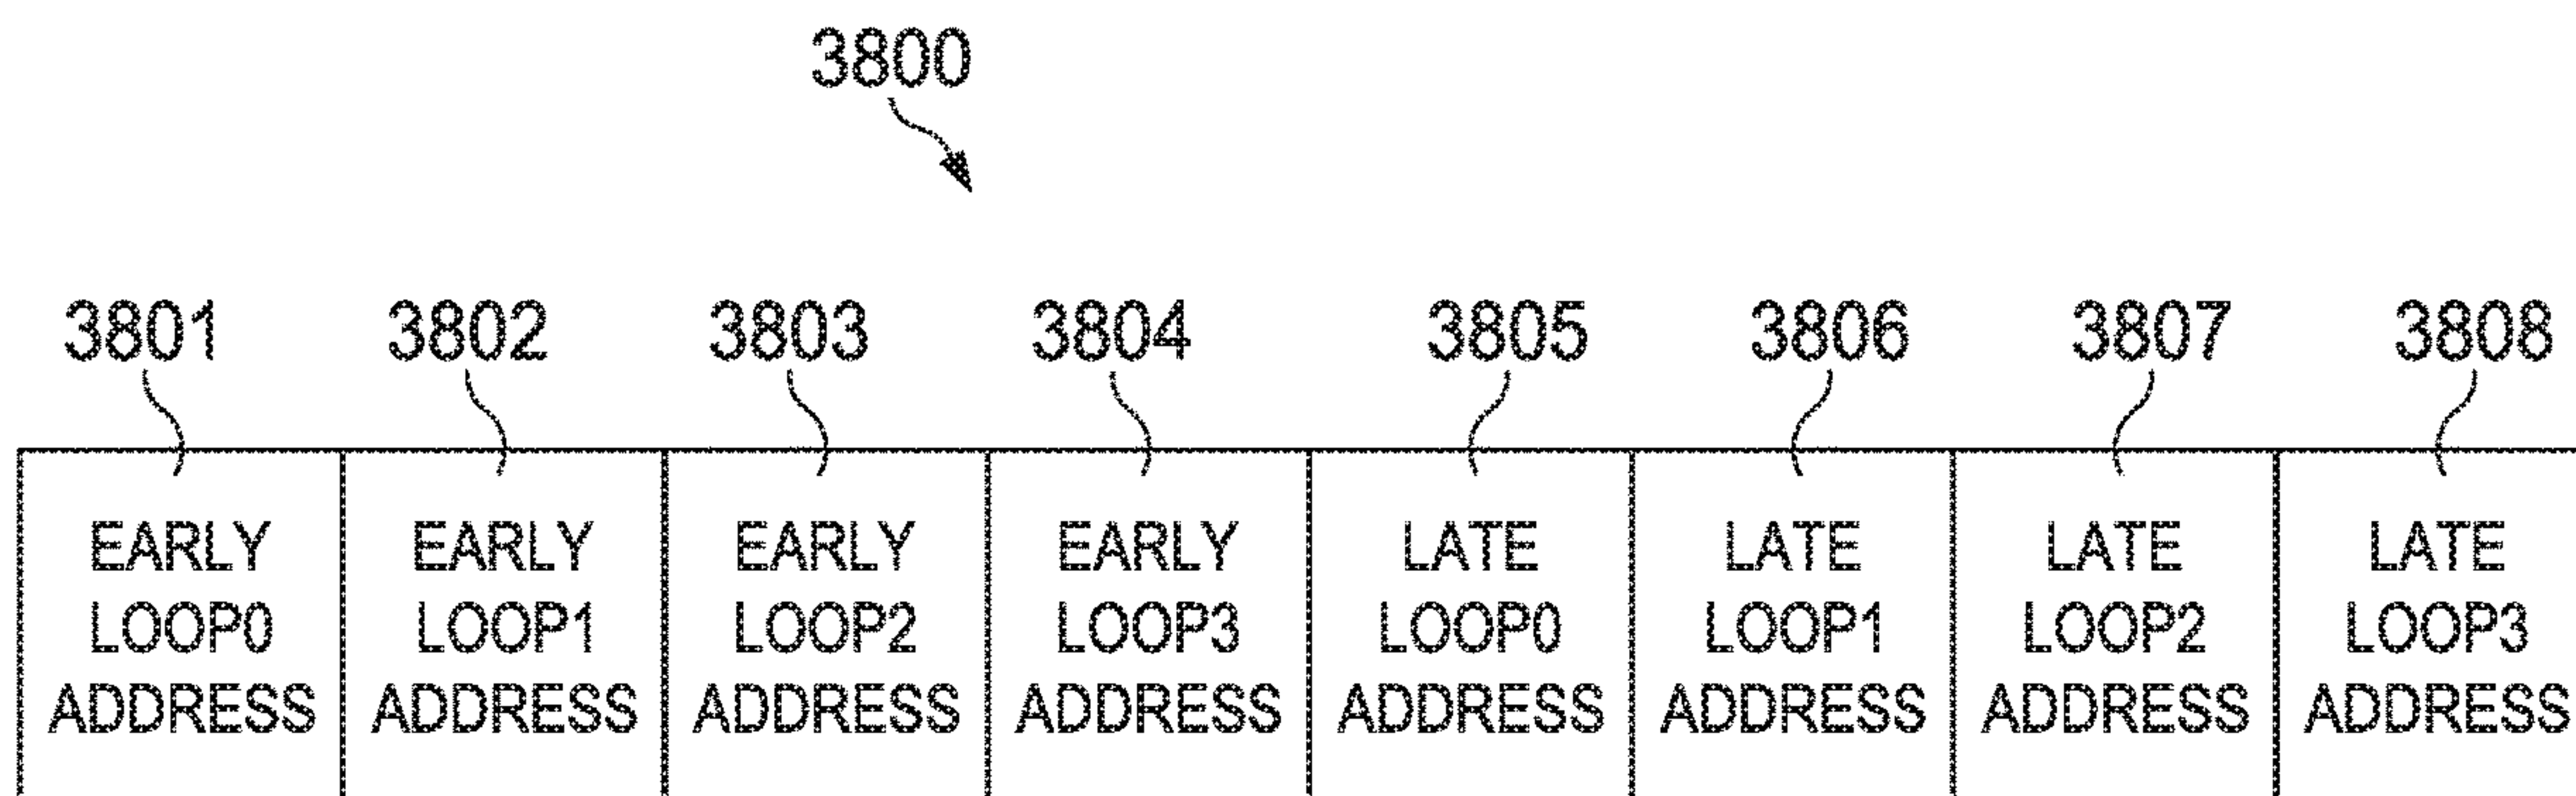 3800
3801 3802 3803 3804 3805 3806 3807 3808
EARLY EARLY EARLY EARLY LATE LATE LATE LATE
LOOP0 LOOP1 LOOP2 LOOP3 LOOP0 LOOP1 LOOP2 LOOP3
ADDRESS ADDRESS ADDRESS ADDRESS ADDRESS ADDRESS ADDRESS ADDRESS